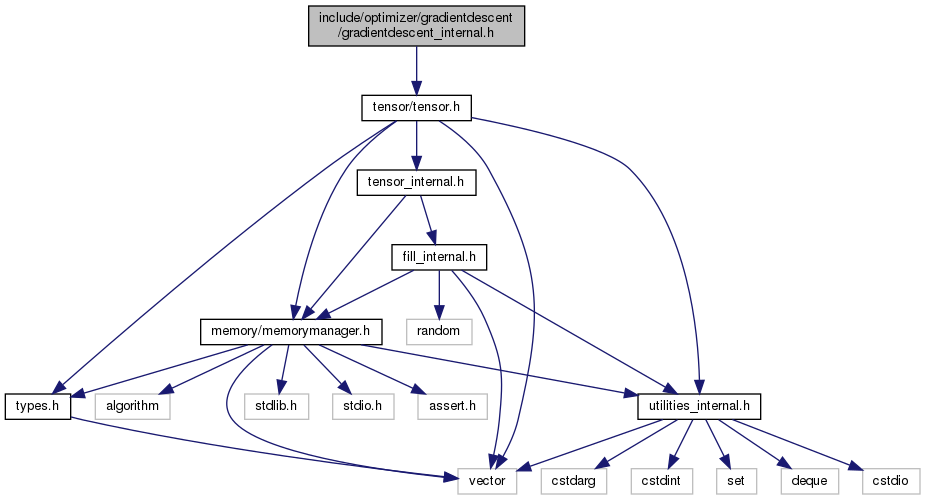 include/optimizer/gradientdescent
/gradientdescent_internal.h
tensor/tensor.h
tensor_internal.h
fill_internal.h
memory/memorymanager.h
random
types.h
algorithm
stdlib.h
stdio.h
assert.h
utilities_internal.h
vector
cstdarg
cstdint
set
deque
cstdio